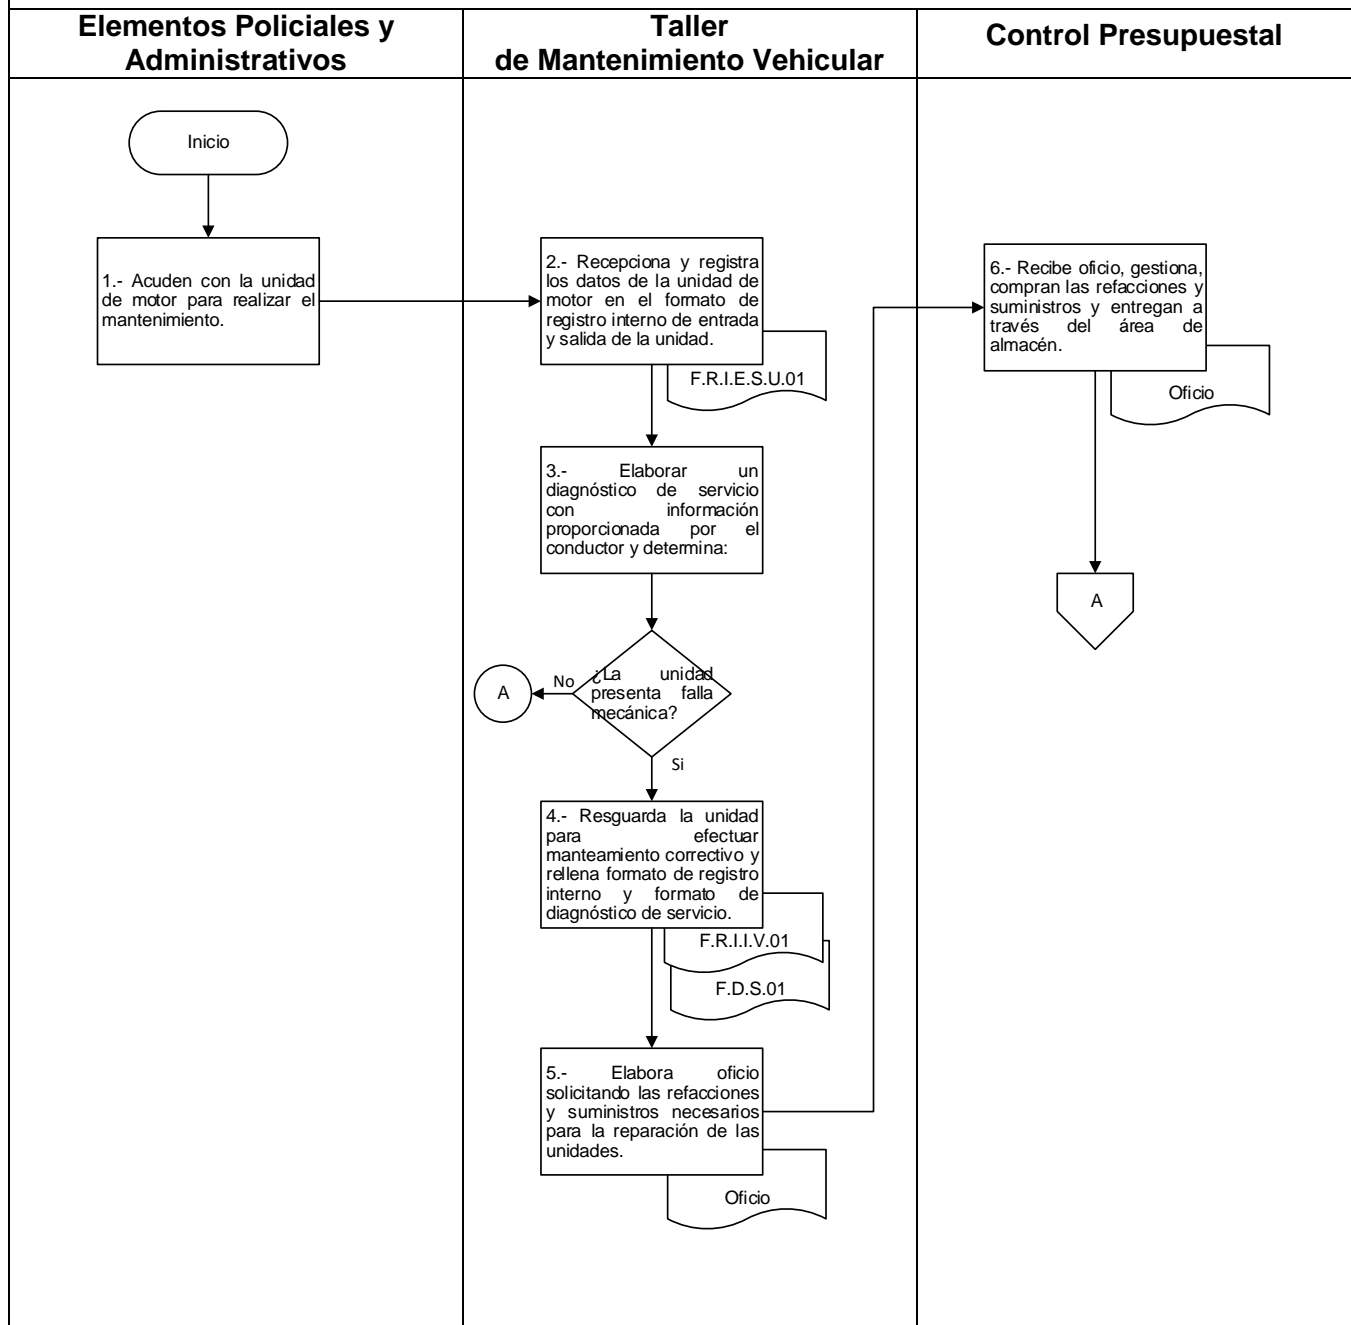 Elementos Policiales y
Administrativos
Taller
de Mantenimiento Vehicular
Control Presupuestal
Inicio
1.- Acuden con la unidad
de motor para realizar el
mantenimiento.
2.- Recepciona y registra
los datos de la unidad de
motor en el formato de
registro interno de entrada
y salida de la unidad.
F.R.I.E.S.U.01
3.- Elaborar un
diagnóstico de servicio
con información
proporcionada por el
conductor y determina:
¿La unidad
presenta falla
mecánica?
No
A
Si
4.- Resguarda la unidad
para efectuar
manteamiento correctivo y
rellena formato de registro
interno y formato de
diagnóstico de servicio.
F.R.I.I.V.01
F.D.S.01
5.- Elabora oficio
solicitando las refacciones
y suministros necesarios
para la reparación de las
unidades.
Oficio
6.- Recibe oficio, gestiona,
compran las refacciones y
suministros y entregan a
través del área de
almacén.
Oficio
A